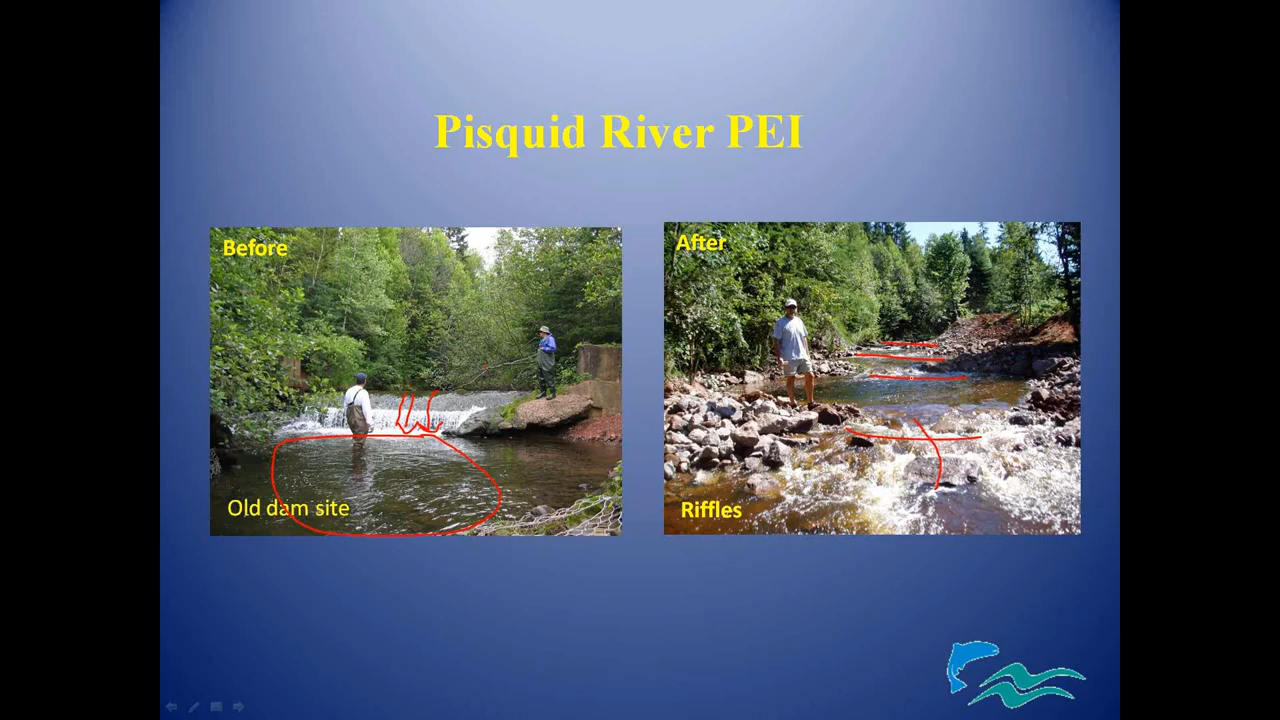 Pisquid River PEI
Before
After
Old dam site
Riffles